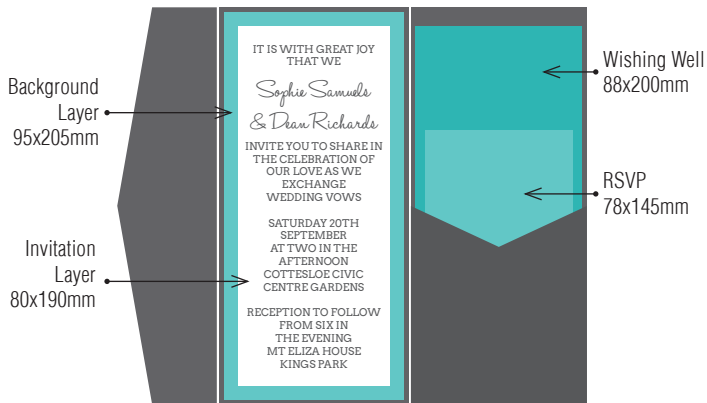 Background
Layer
95x205mm
Invitation
Layer
80x190mm
IT IS WITH GREAT JOY
THAT WE
Sophie Samuels
& Dean Richards
INVITE YOU TO SHARE IN
THE CELEBRATION OF
OUR LOVE AS WE
EXCHANGE
WEDDING VOWS
SATURDAY 20TH
SEPTEMBER
AT TWO IN THE
AFTERNOON
COTTESLOE CIVIC
CENTRE GARDENS
RECEPTION TO FOLLOW
FROM SIX IN
THE EVENING
MT ELIZA HOUSE
KINGS PARK
Wishing Well
88x200mm
RSVP
78x145mm